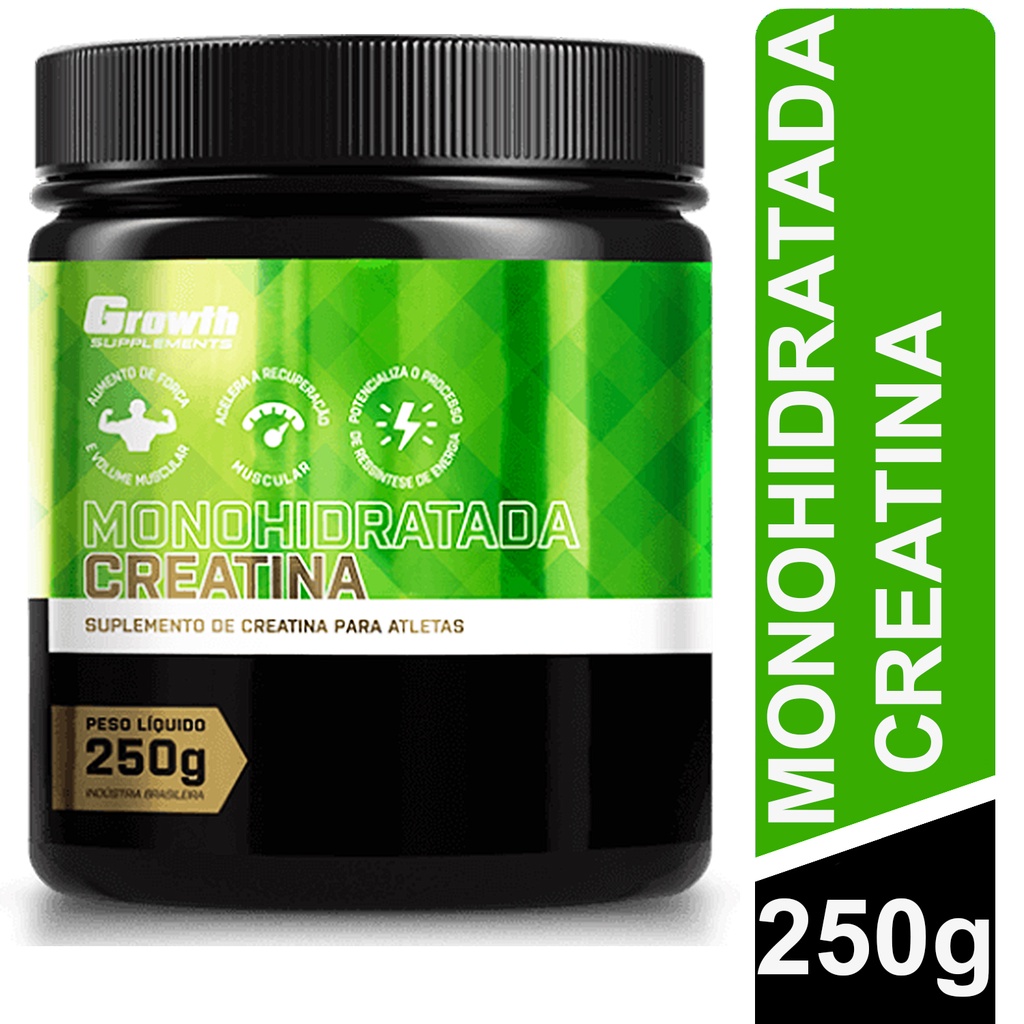 Growth
SUPPLEMENTS
AUMENTO DE FORÇA
E VOLUME MUSCULAR
ACELERA A RECUPERAÇÃO
MUSCULAR
POTENCIALIZA O PROCESSO
DE RESSÍNTESE DE ENERGIA
MONOHIDRATADA
CREATINA
SUPLEMENTO DE CREATINA PARA ATLETAS
PESO LÍQUIDO
250g
INDÚSTRIA BRASILEIRA
MONOHIDRATADA
CREATINA
250g